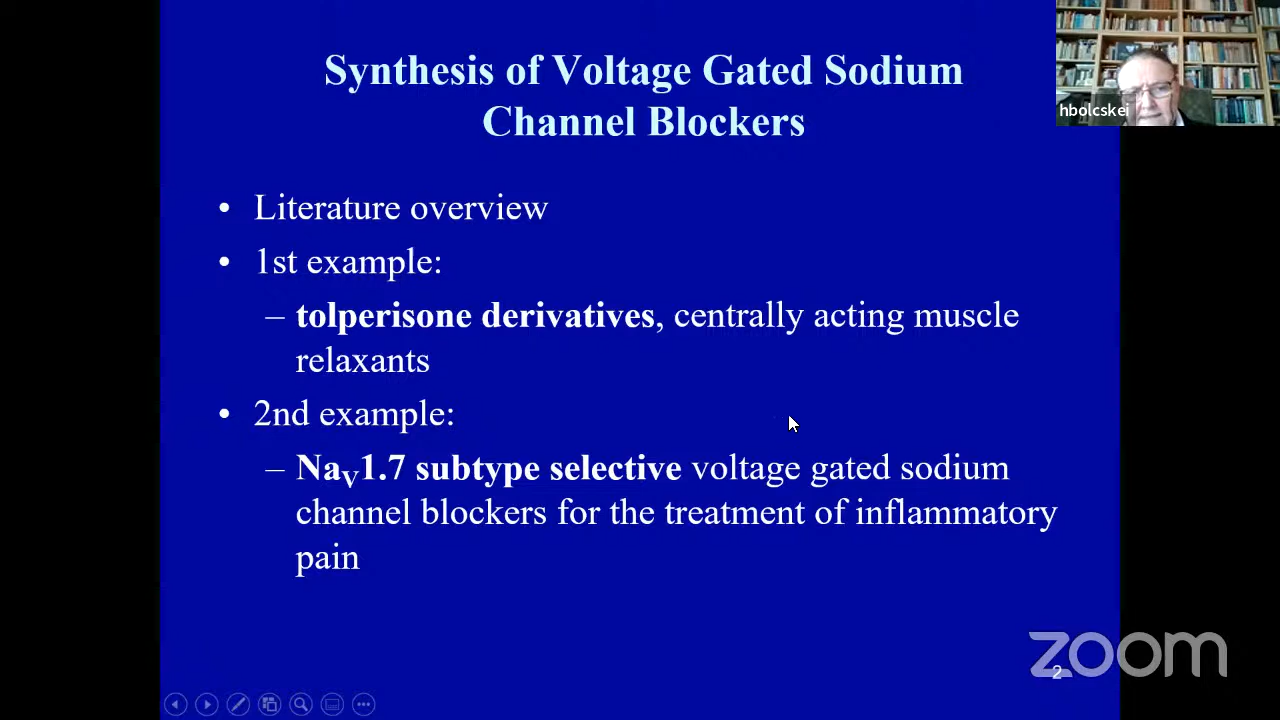 Synthesis of Voltage Gated Sodium
Channel Blockers
hbolcskei
• Literature overview
• 1st example:
– tolperisone derivatives, centrally acting muscle
relaxants
• 2nd example:
– NaV1.7 subtype selective voltage gated sodium
channel blockers for the treatment of inflammatory
pain
zoom
2